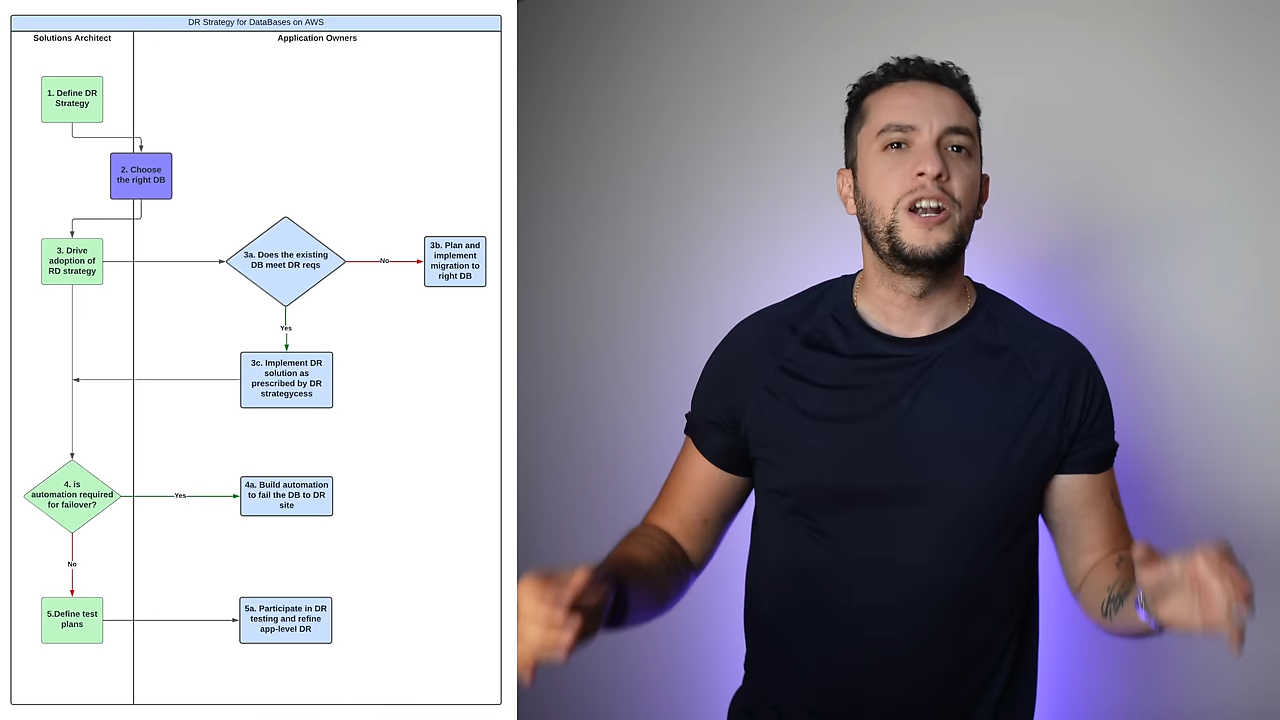 DR Strategy for DataBases on AWS
Solutions Architect
Application Owners
1. Define DR
Strategy
2. Choose
the right DB
3. Drive
adoption of
RD strategy
3a. Does the existing
DB meet DR reqs
No
3b. Plan and
implement
migration to
right DB
Yes
3c. Implement DR
solution as
prescribed by DR
strategycess
4. is
automation required
for failover?
Yes
4a. Build automation
to fail the DB to DR
site
No
5.Define test
plans
5a. Participate in DR
testing and refine
app-level DR